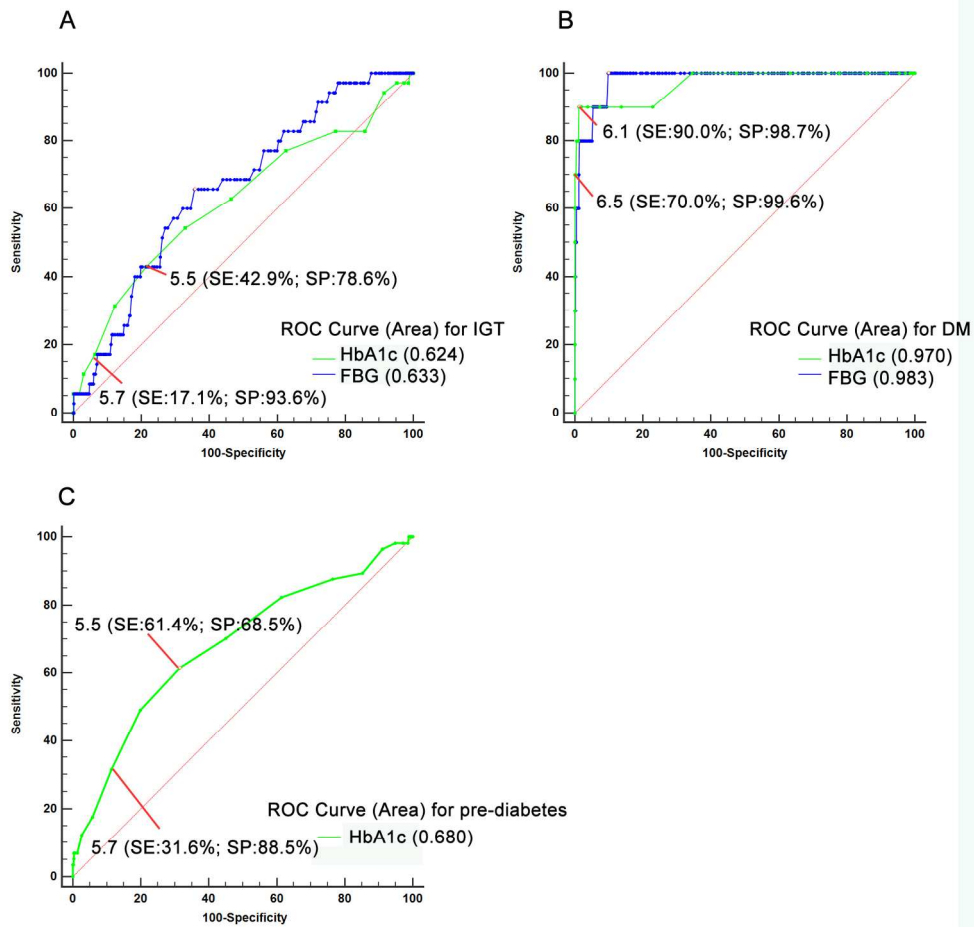 A
100
80
60
40
20
0
Sensitivity
5.5 (SE:42.9%; SP:78.6%)
ROC Curve (Area) for IGT
HbA1c (0.624)
FBG (0.633)
5.7 (SE:17.1%; SP:93.6%)
0 20 40 60 80 100
100-Specificity
B
100
80
60
40
20
0
Sensitivity
6.1 (SE:90.0%; SP:98.7%)
6.5 (SE:70.0%; SP:99.6%)
ROC Curve (Area) for DM
HbA1c (0.970)
FBG (0.983)
0 20 40 60 80 100
100-Specificity
C
100
80
60
40
20
0
Sensitivity
5.5 (SE:61.4%; SP:68.5%)
ROC Curve (Area) for pre-diabetes
HbA1c (0.680)
5.7 (SE:31.6%; SP:88.5%)
0 20 40 60 80 100
100-Specificity